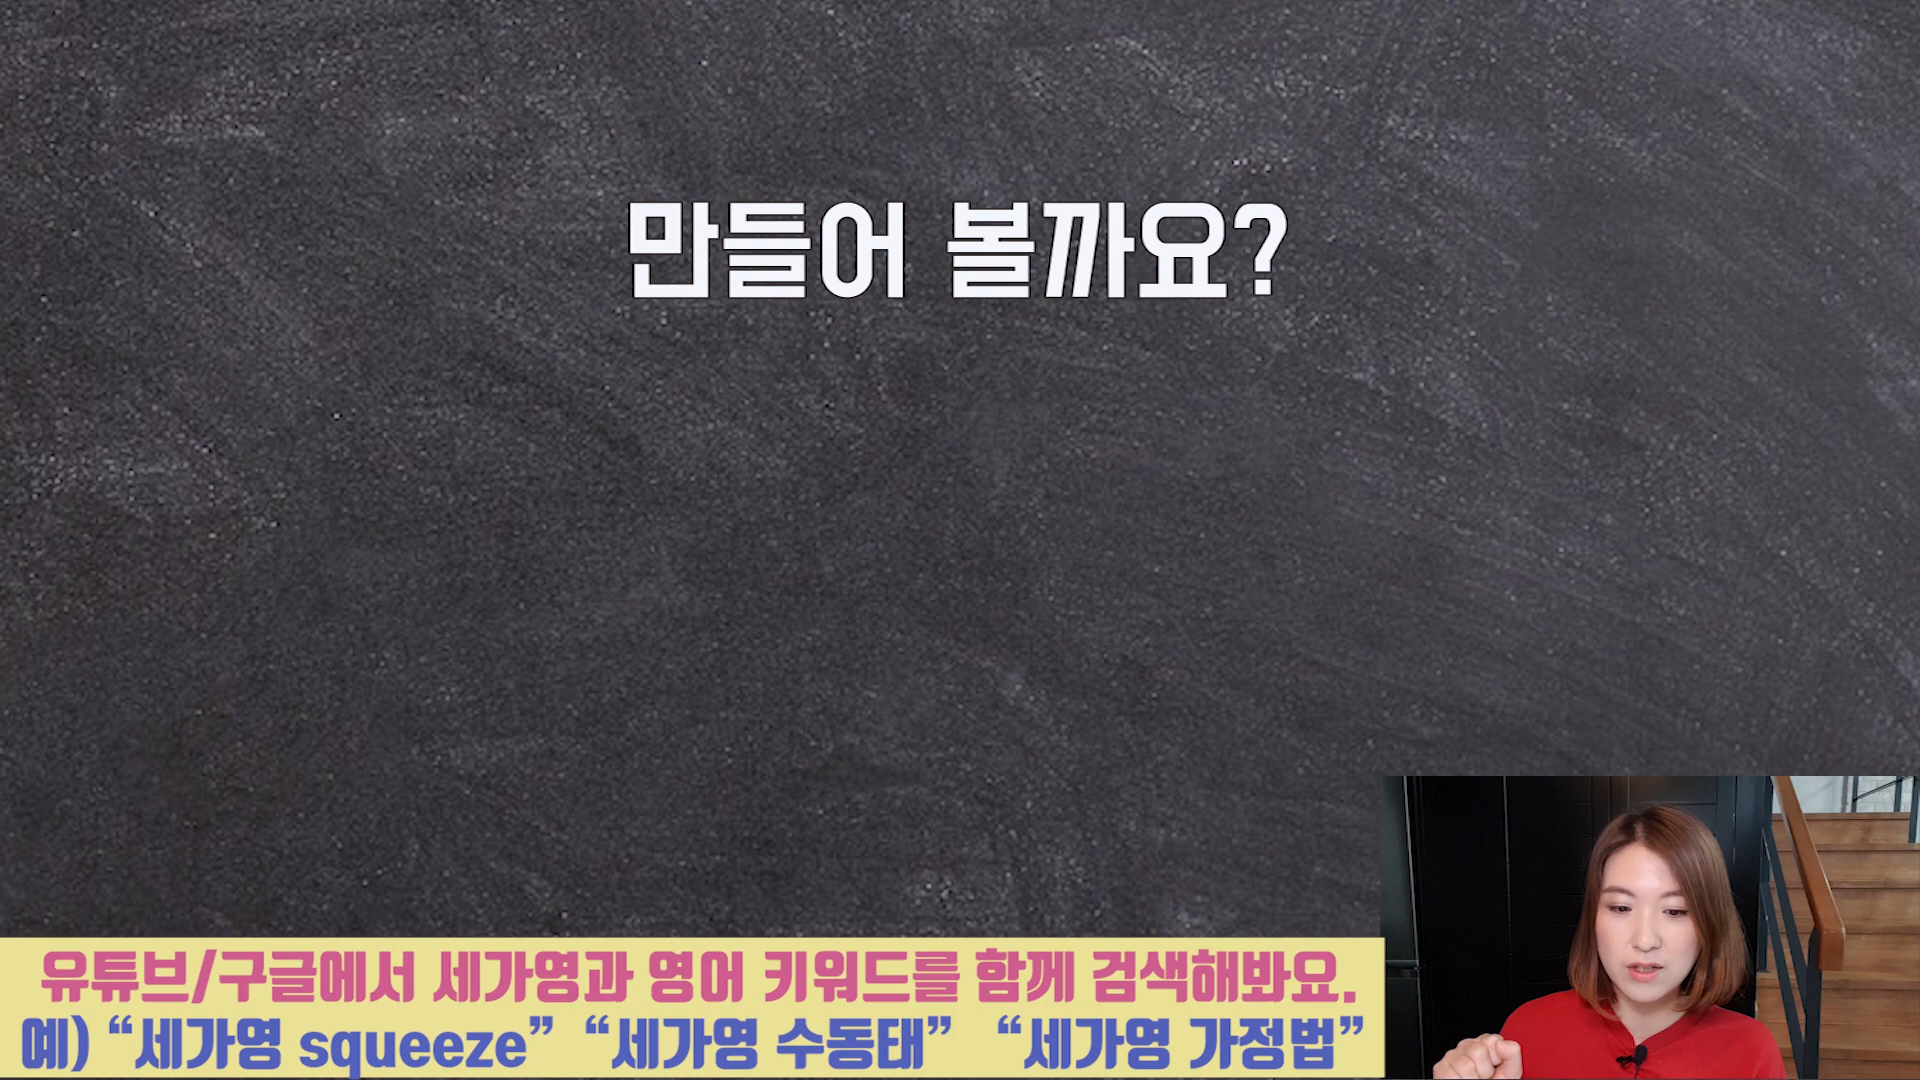 만들어 볼까요?
유튜브/구글에서 세가영과 영어 키워드를 함께 검색해봐요.
예) “세가영 squeeze” “세가영 수동태” “세가영 가정법”